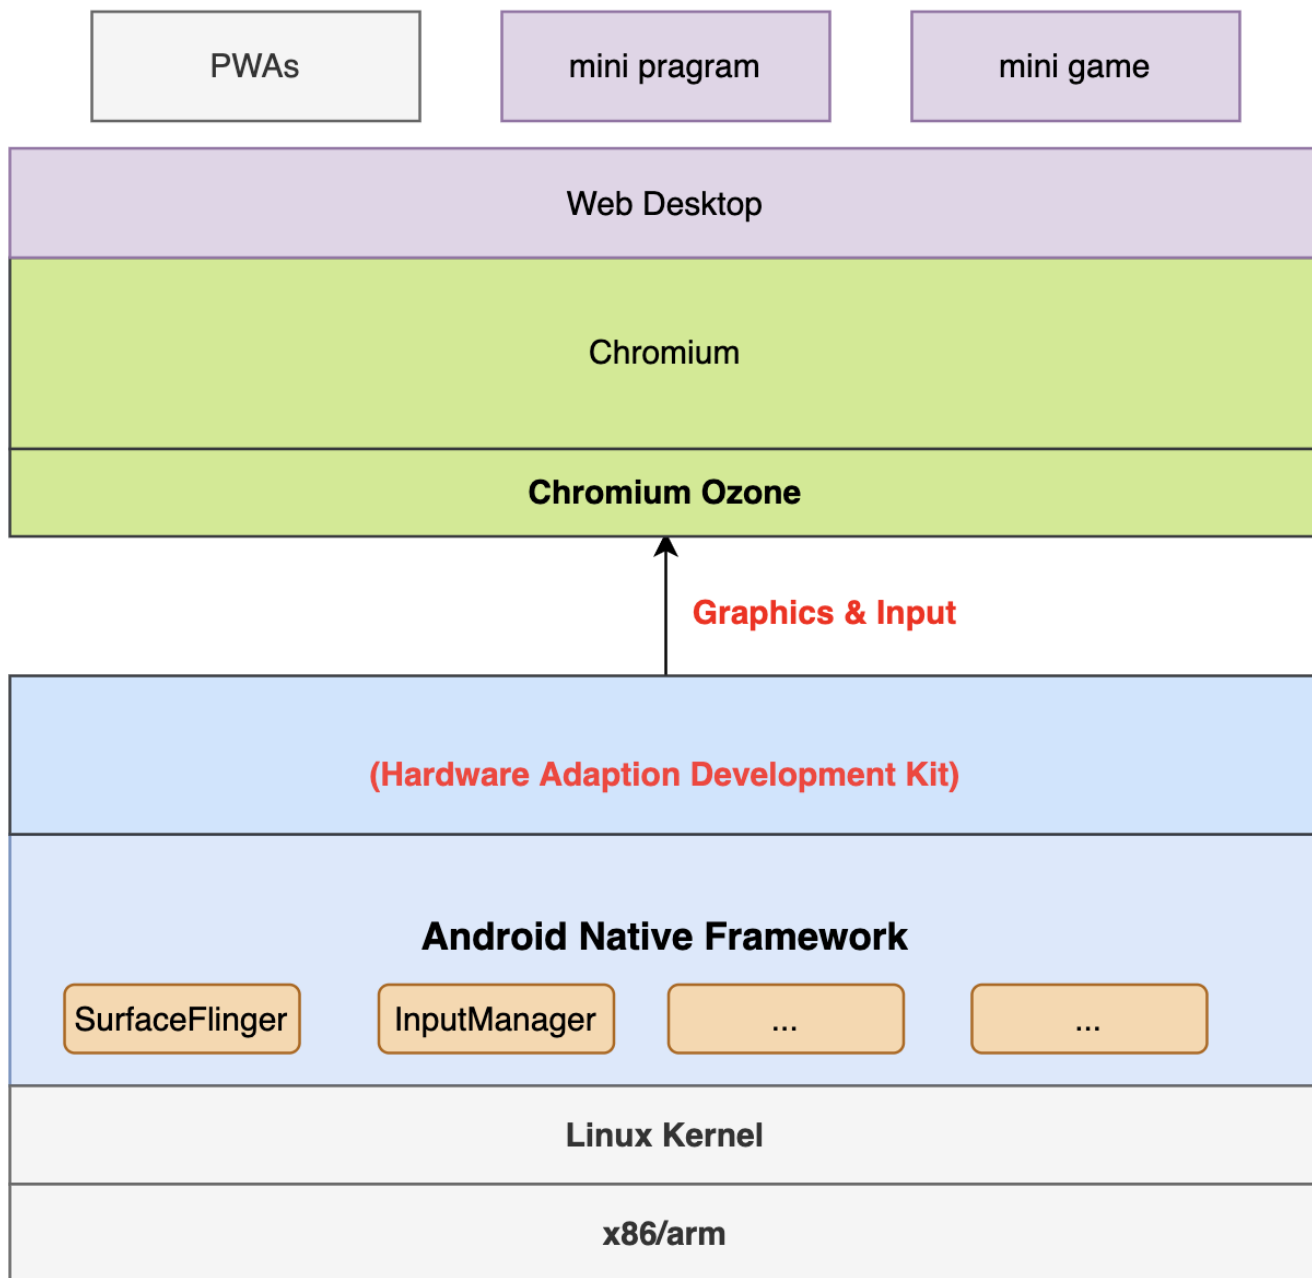 PWAs
mini pragram
mini game
Web Desktop
Chromium
Chromium Ozone
Graphics & Input
(Hardware Adaption Development Kit)
Android Native Framework
SurfaceFlinger
InputManager
...
...
Linux Kernel
x86/arm